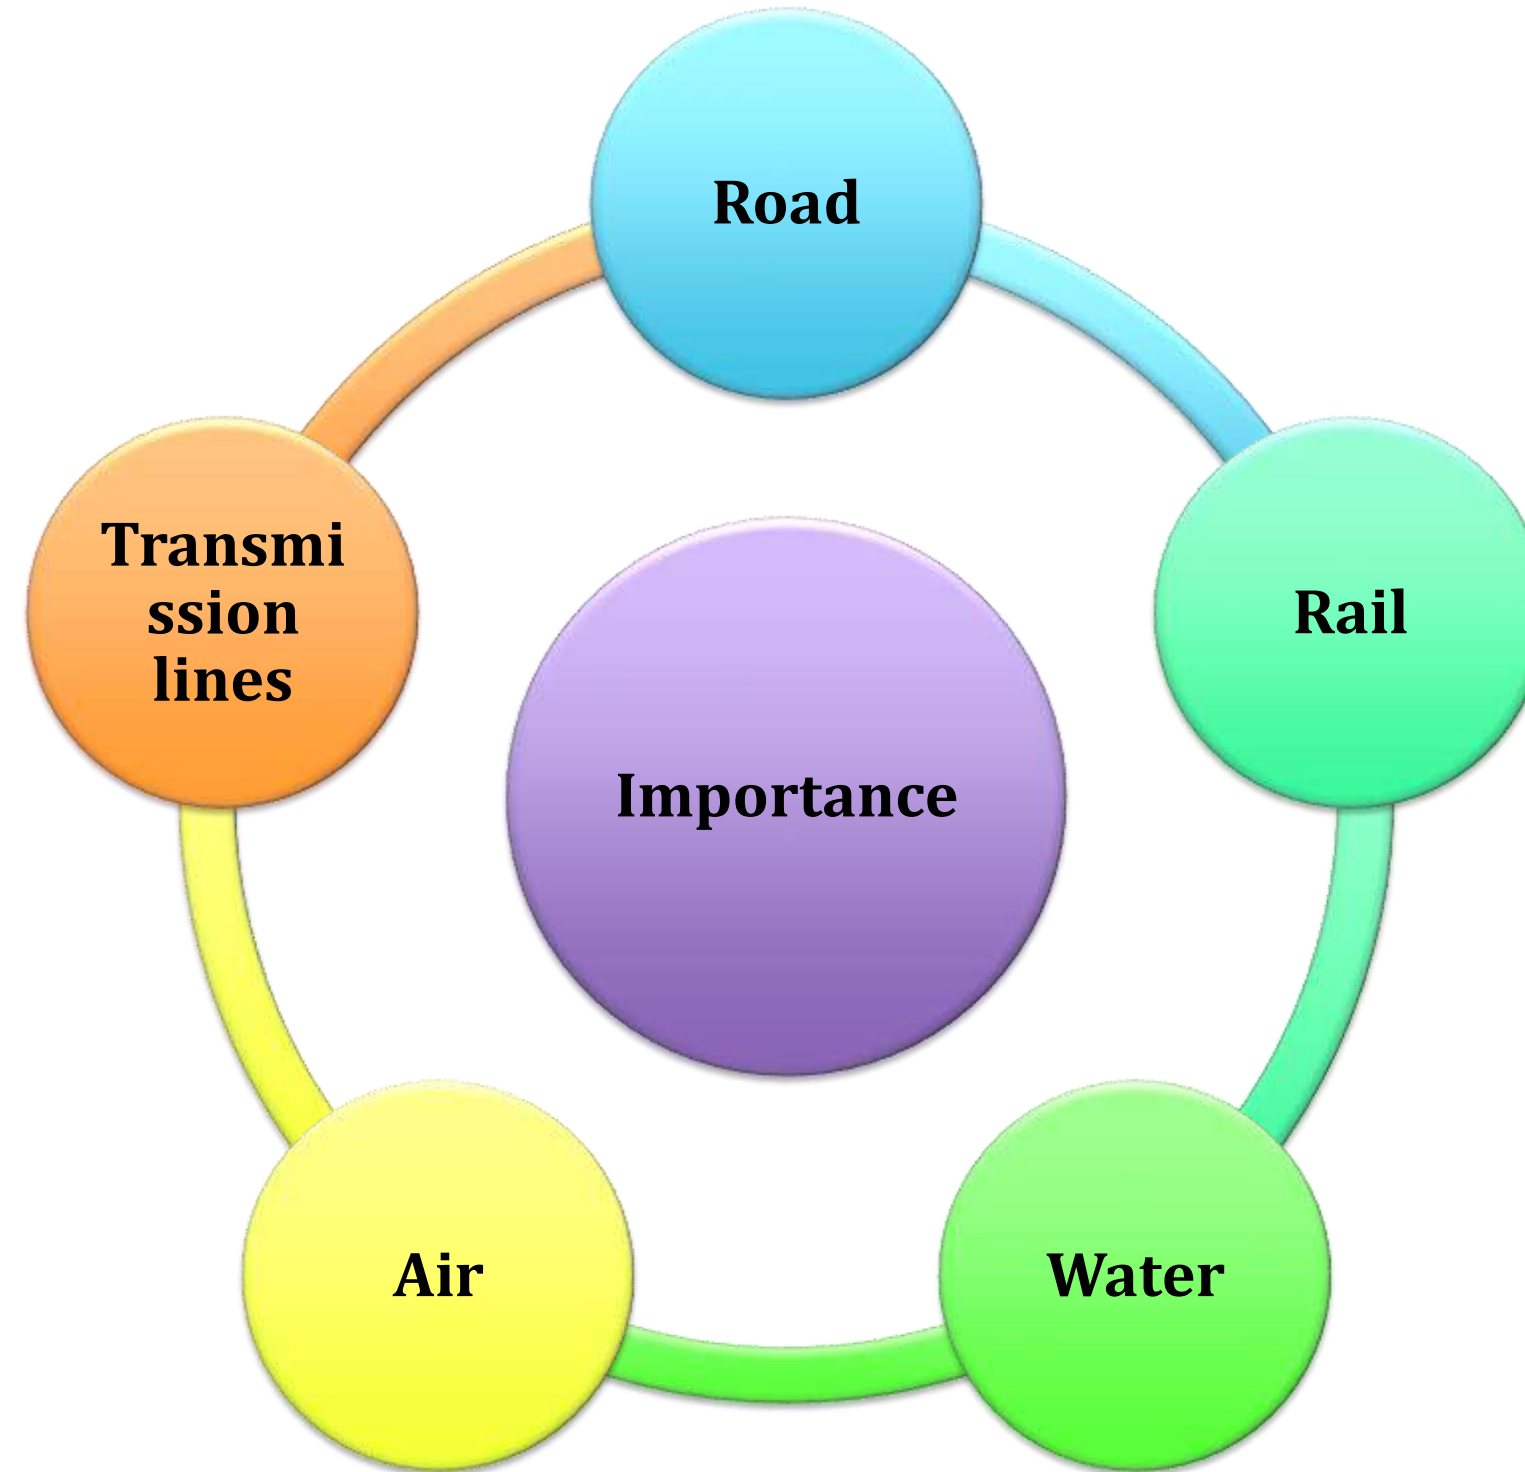 Road
Transmi
ssion
lines
Rail
Importance
Air
Water